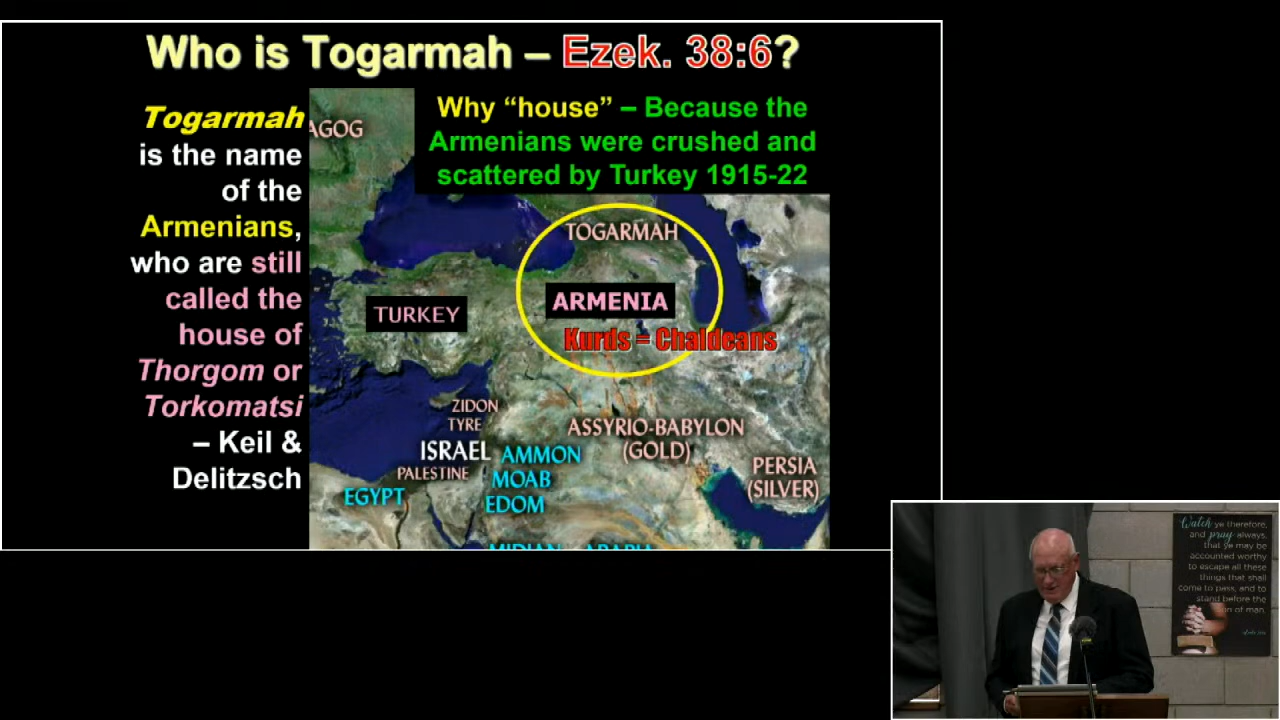 Who is Togarmah – Ezek. 38:6?
Togarmah
is the name
of the
Armenians,
who are still
called the
house of
Thorgom or
Torkomatsi
– Keil &
Delitzsch
Why “house” – Because the
Armenians were crushed and
scattered by Turkey 1915-22
AGOG
TOGARMAH
ARMENIA
TURKEY
Kurds = Chaldeans
ZIDON
TYRE
ISRAEL
PALESTINE
EGYPT
AMMON
MOAB
EDOM
ASSYRIO-BABYLON
(GOLD)
PERSIA
(SILVER)
MIDIAN - ARABIA
Watch ye therefore,
and pray always,
that ye may be
accounted worthy
to escape all these
things that shall
come to pass, and to
stand before the
on of man.